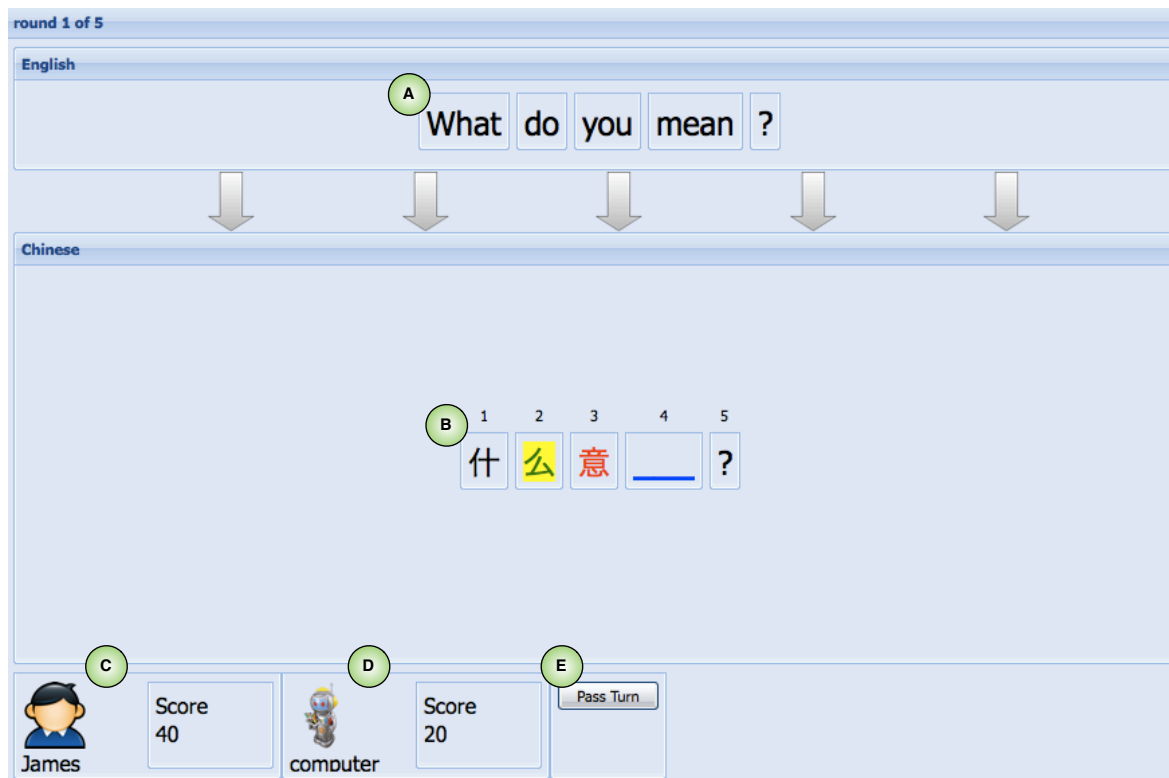 round 1 of 5
English
A
What do you mean ?
Chinese
B
1 2 3 4 5
什 么 意 ____ ?
C
D
E
Score
40
James
Score
20
computer
Pass Turn